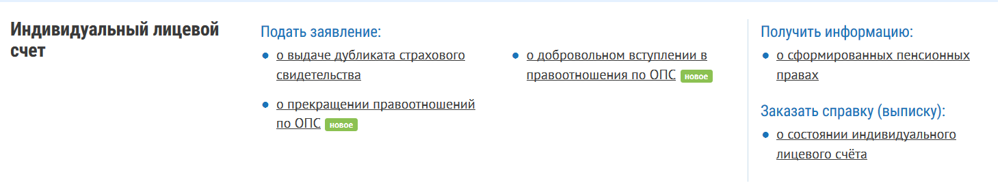 Индивидуальный лицевой
счет
Подать заявление:
о выдаче дубликата страхового
свидетельства
о прекращении правоотношений
по ОПС новое
о добровольном вступлении в
правоотношения по ОПС новое
Получить информацию:
о сформированных пенсионных
правах
Заказать справку (выписку):
о состоянии индивидуального
лицевого счёта